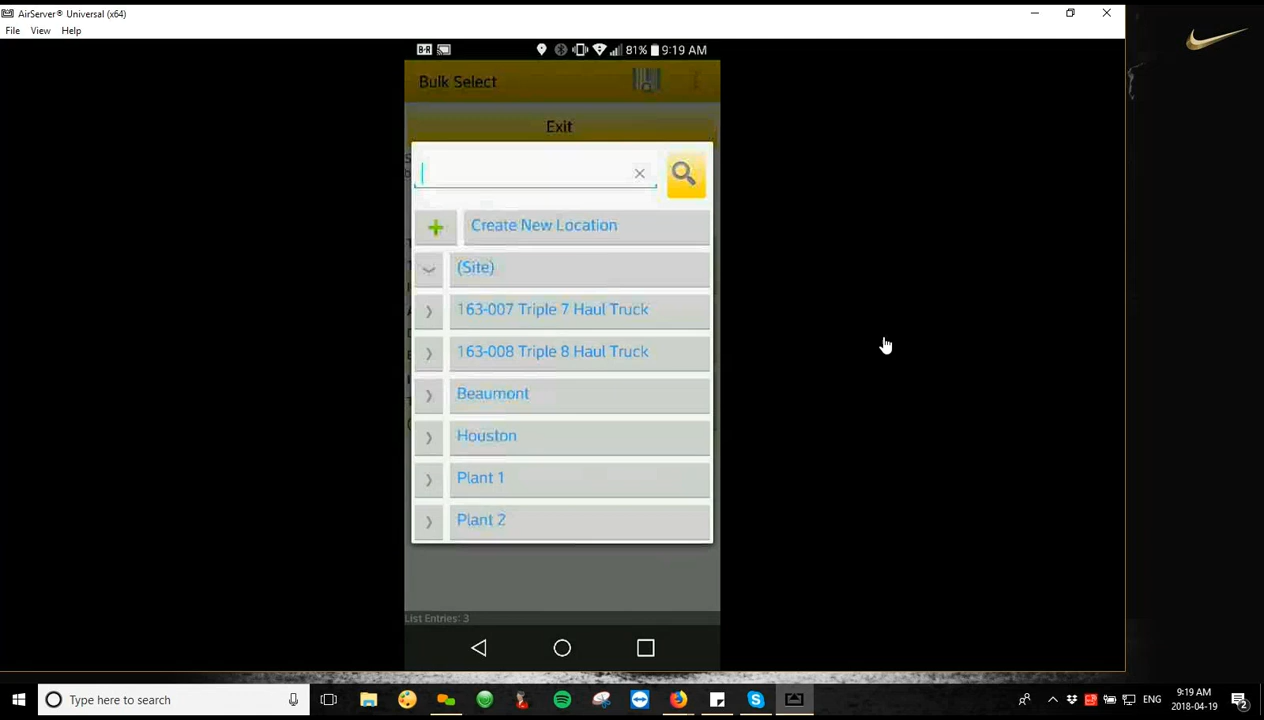 AirServer® Universal (x64)
File View Help
B-R 81% 9:19 AM
Bulk Select
Exit
Create New Location
(Site)
163-007 Triple 7 Haul Truck
163-008 Triple 8 Haul Truck
Beaumont
Houston
Plant 1
Plant 2
List Entries: 3
Type here to search
ENG
9:19 AM
2018-04-19
2